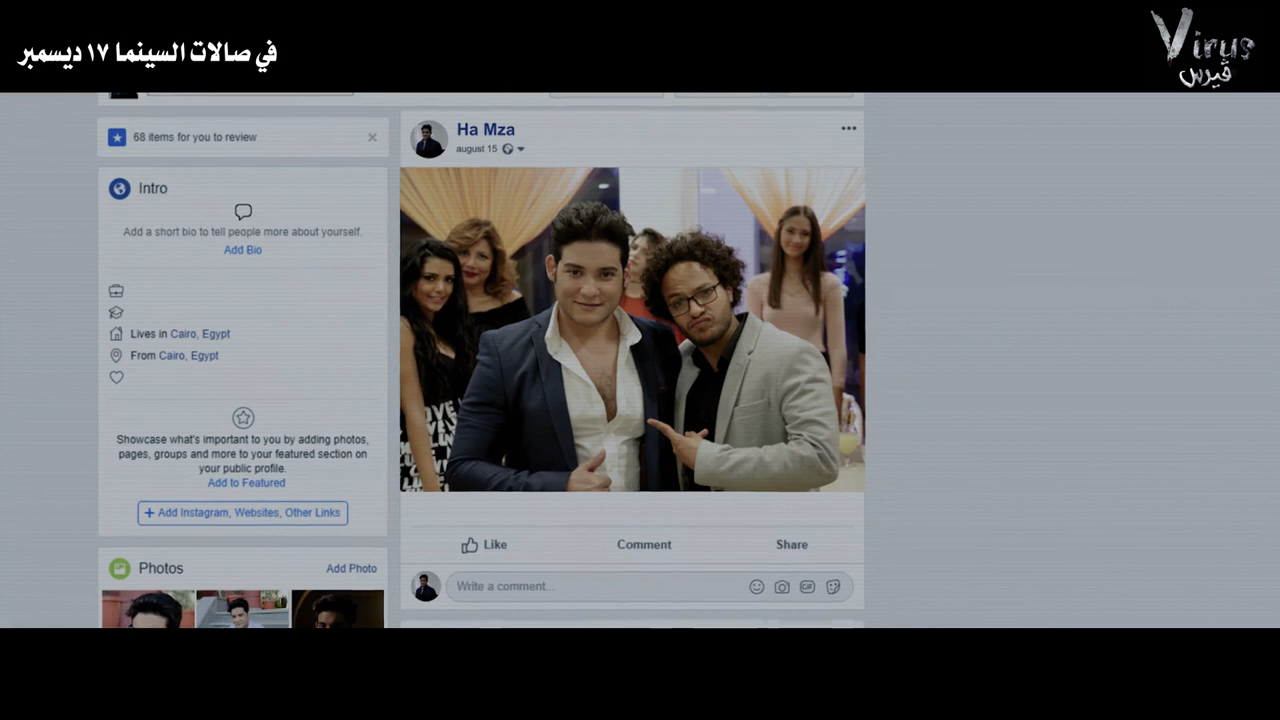 في صالات السينما ١٧ ديسمبر
Virus
ڤيرس
68 items for you to review
Intro
Add a short bio to tell people more about yourself.
Add Bio
Lives in Cairo, Egypt
From Cairo, Egypt
Showcase what's important to you by adding photos,
pages, groups and more to your featured section on
your public profile.
Add to Featured
+ Add Instagram, Websites, Other Links
Photos
Add Photo
Ha Mza
august 15
Like
Comment
Share
Write a comment...
GIF